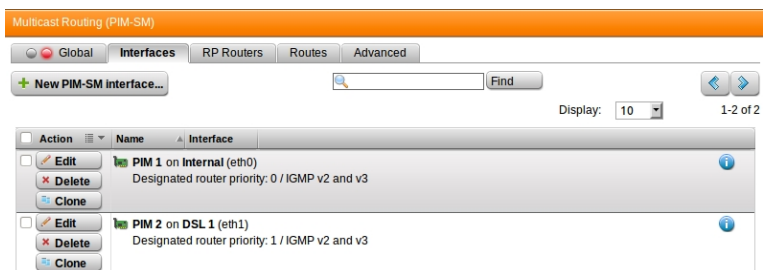 Multicast Routing (PIM-SM)
Global Interfaces RP Routers Routes Advanced
+ New PIM-SM interface... Find
Display: 10 1-2 of 2
Action Name Interface
Edit PIM 1 on Internal (eth0)
Delete Designated router priority: 0 / IGMP v2 and v3
Clone
Edit PIM 2 on DSL 1 (eth1)
Delete Designated router priority: 1 / IGMP v2 and v3
Clone